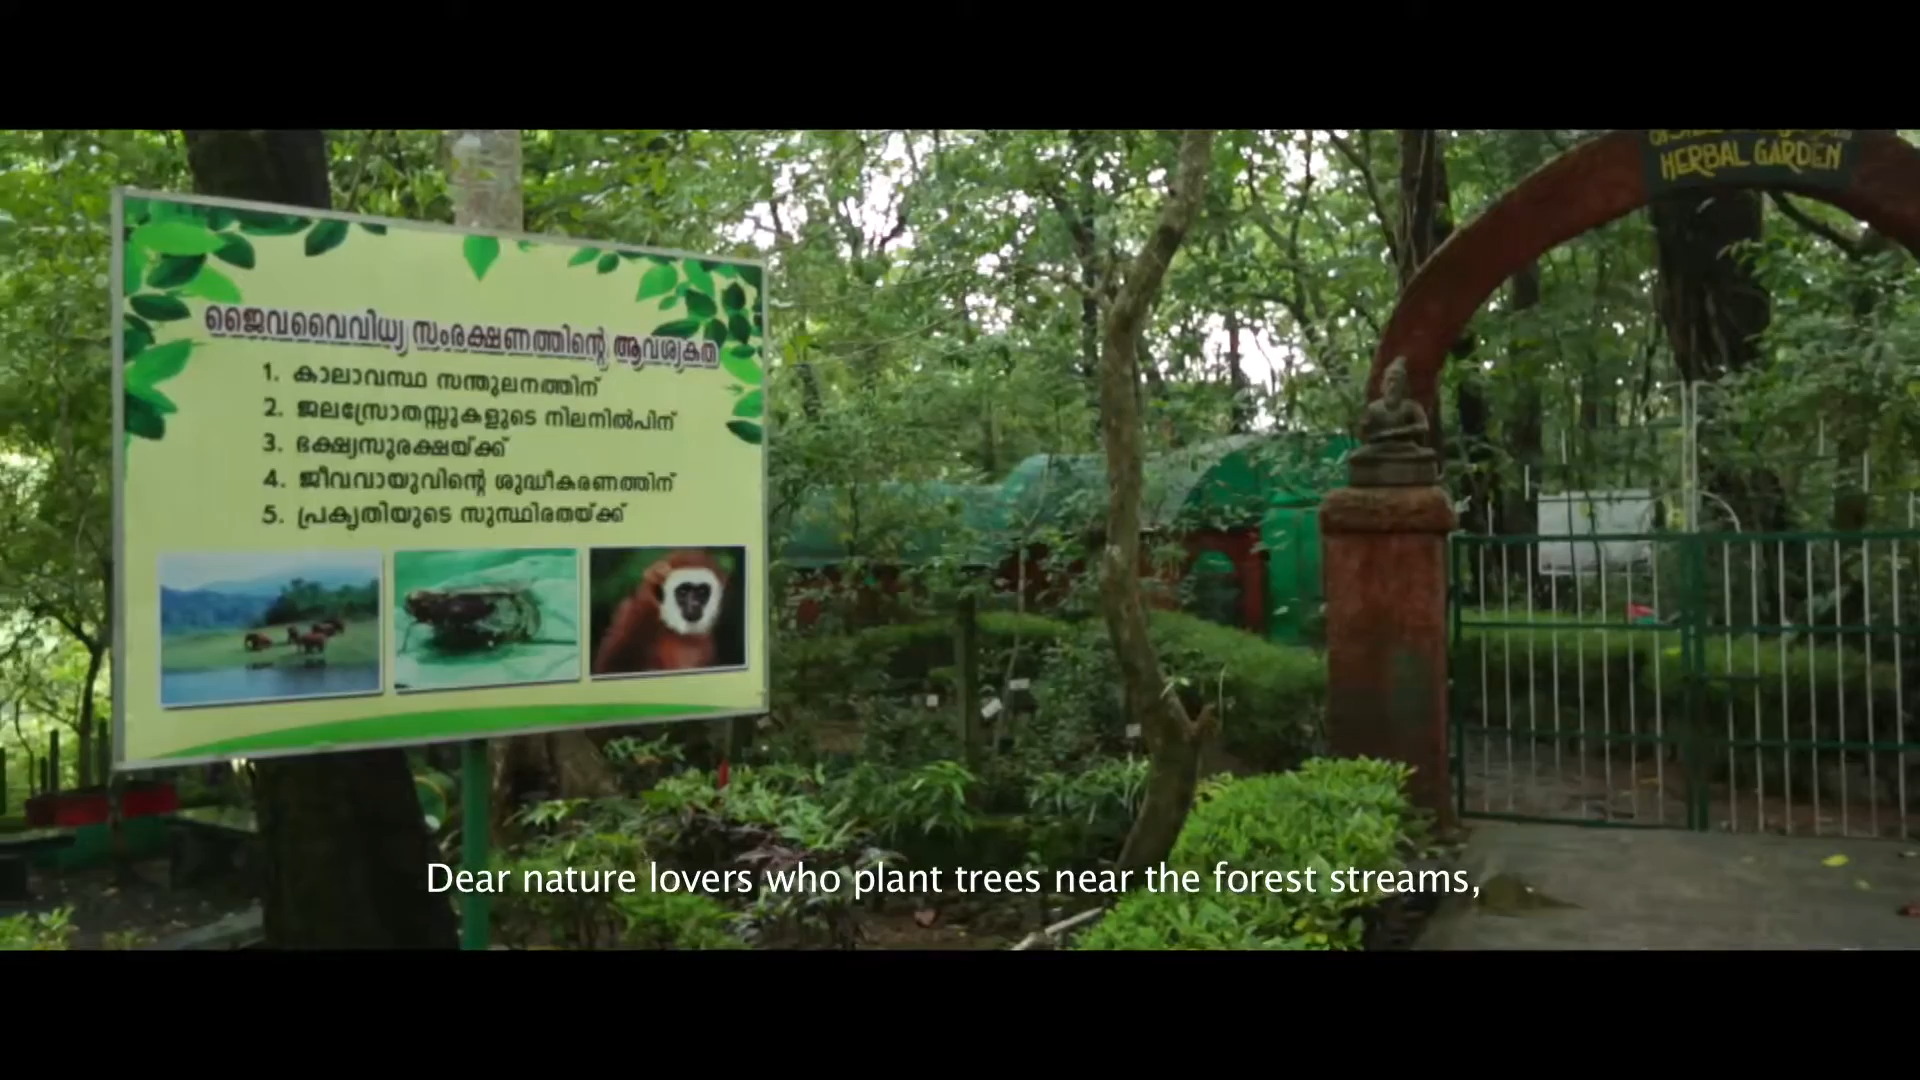 ജൈവവൈവിധ്യ സംരക്ഷണത്തിന്റെ ആവശ്യകത
1. കാലാവസ്ഥ സന്തുലനത്തിന്
2. ജലസ്രോതസ്സുകളുടെ നിലനിൽപിന്
3. ഭക്ഷ്യസുരക്ഷയ്ക്ക്
4. ജീവവായുവിന്റെ ശുദ്ധീകരണത്തിന്
5. പ്രകൃതിയുടെ സുസ്ഥിരതയ്ക്ക്
HERBAL GARDEN
Dear nature lovers who plant trees near the forest streams,